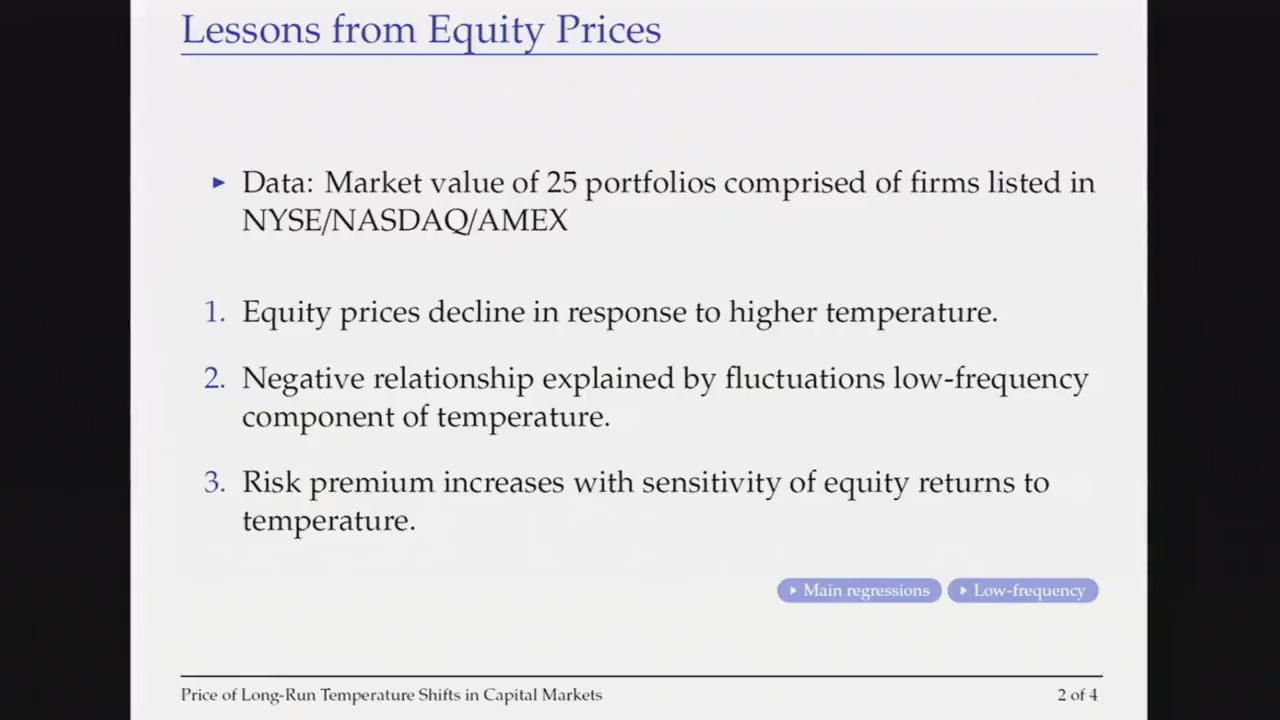 Lessons from Equity Prices
▸ Data: Market value of 25 portfolios comprised of firms listed in
NYSE/NASDAQ/AMEX
1. Equity prices decline in response to higher temperature.
2. Negative relationship explained by fluctuations low-frequency
component of temperature.
3. Risk premium increases with sensitivity of equity returns to
temperature.
▸ Main regressions ▸ Low-frequency
Price of Long-Run Temperature Shifts in Capital Markets 2 of 4